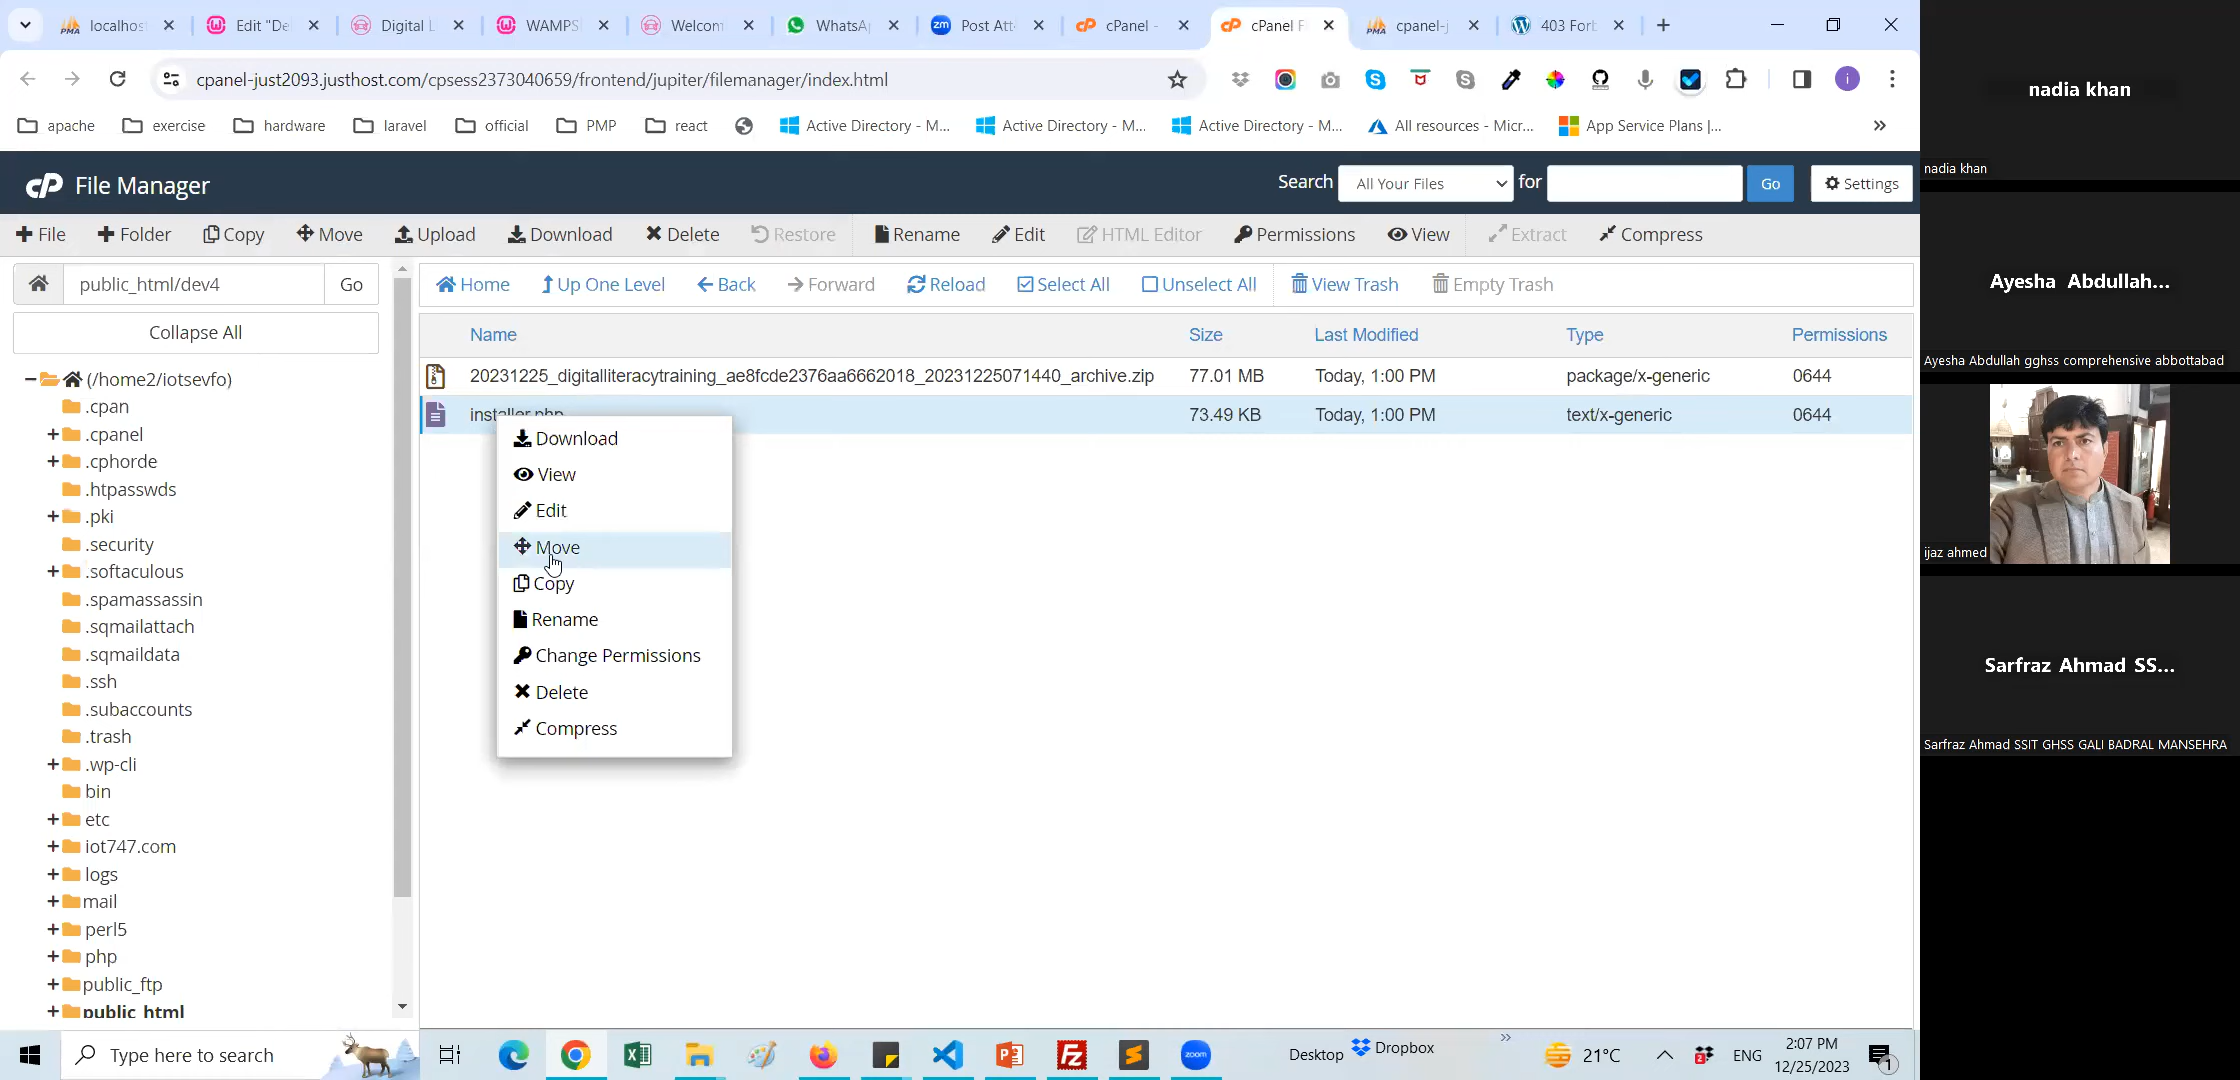 localhos
Edit "De
Digital L
WAMPS
Welcom
WhatsA
Post Att
cPanel -
cPanel F
cpanel-j
403 Forb
cpanel-just2093.justhost.com/cpsess2373040659/frontend/jupiter/filemanager/index.html
apache
exercise
hardware
laravel
official
PMP
react
Active Directory - M...
Active Directory - M...
Active Directory - M...
All resources - Micr...
App Service Plans |...
File Manager
Search
All Your Files
for
Go
Settings
File
Folder
Copy
Move
Upload
Download
Delete
Restore
Rename
Edit
HTML Editor
Permissions
View
Extract
Compress
public_html/dev4
Go
Home
Up One Level
Back
Forward
Reload
Select All
Unselect All
View Trash
Empty Trash
Collapse All
Name Size Last Modified Type Permissions
20231225_digitalliteracytraining_ae8fcde2376aa6662018_20231225071440_archive.zip 77.01 MB Today, 1:00 PM package/x-generic 0644
installer.php 73.49 KB Today, 1:00 PM text/x-generic 0644
Download
View
Edit
Move
Copy
Rename
Change Permissions
Delete
Compress
(/home2/iotsevfo)
.cpan
.cpanel
.cphorde
.htpasswds
.pki
.security
.softaculous
.spamassassin
.sqmailattach
.sqmaildata
.ssh
.subaccounts
.trash
.wp-cli
bin
etc
iot747.com
logs
mail
perl5
php
public_ftp
public_html
Type here to search
zoom
Desktop
Dropbox
21°C
ENG
2:07 PM
12/25/2023
1
nadia khan
nadia khan
Ayesha Abdullah...
Ayesha Abdullah gghss comprehensive abbottabad
ijaz ahmed
Sarfraz Ahmad SS...
Sarfraz Ahmad SSIT GHSS GALI BADRAL MANSEHRA